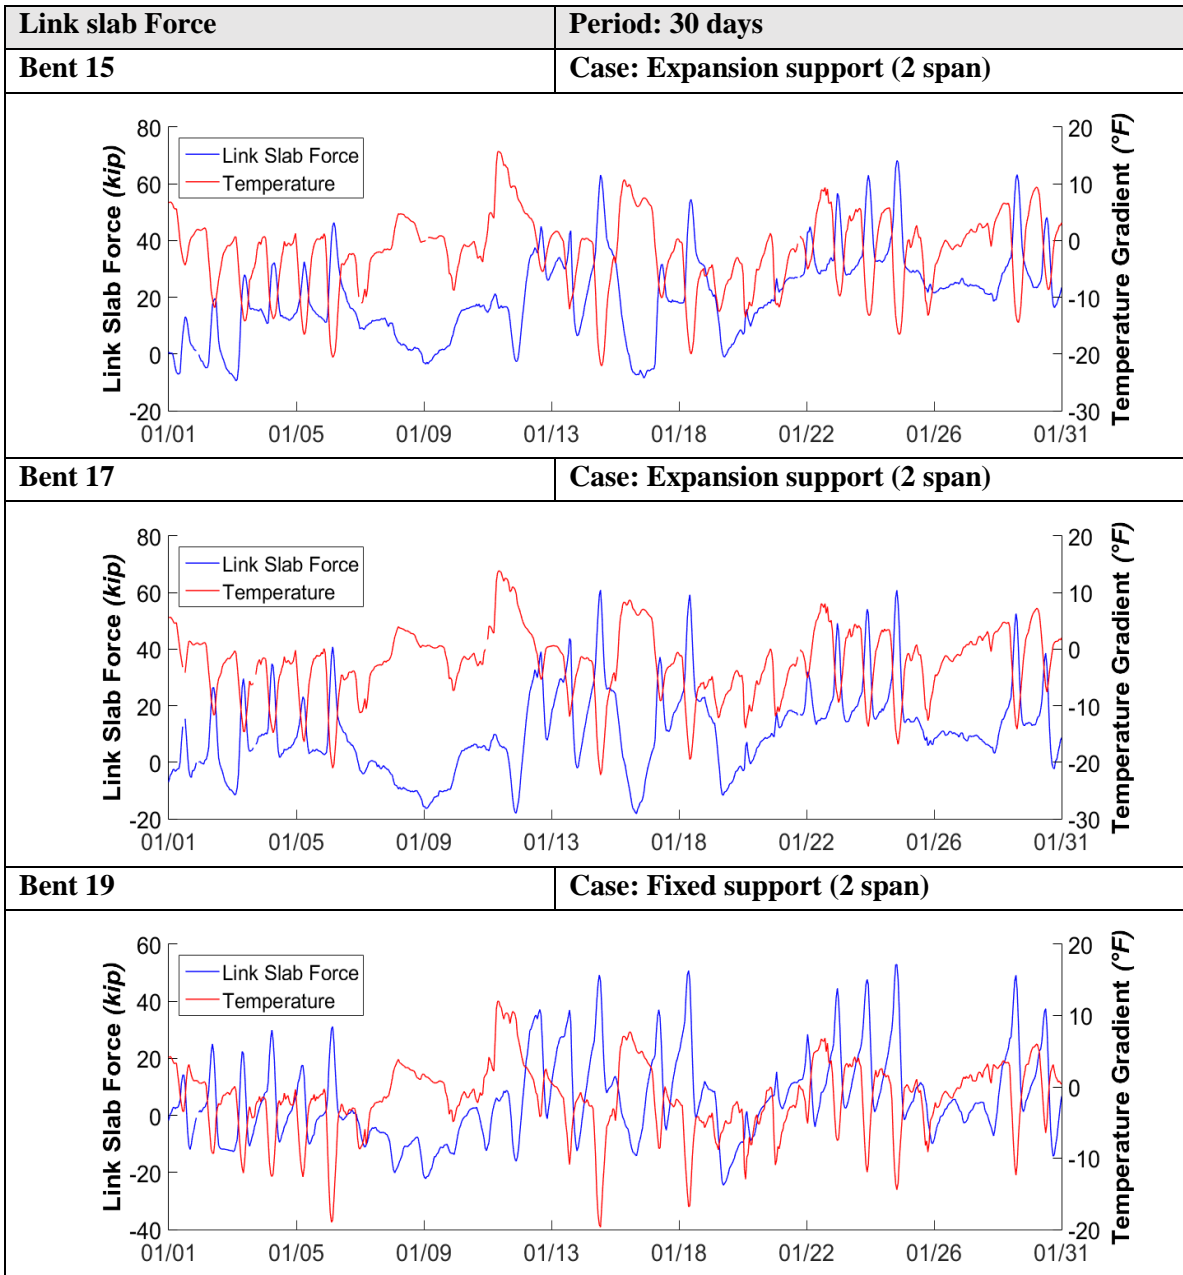 Link slab Force
Period: 30 days
Bent 15
Case: Expansion support (2 span)
80
60
40
20
0
-20
Link Slab Force (kip)
Link Slab Force
Temperature
20
10
0
-10
-20
-30
Temperature Gradient (°F)
01/01 01/05 01/09 01/13 01/18 01/22 01/26 01/31
Bent 17
Case: Expansion support (2 span)
80
60
40
20
0
-20
Link Slab Force (kip)
Link Slab Force
Temperature
20
10
0
-10
-20
-30
Temperature Gradient (°F)
01/01 01/05 01/09 01/13 01/18 01/22 01/26 01/31
Bent 19
Case: Fixed support (2 span)
60
40
20
0
-20
-40
Link Slab Force (kip)
Link Slab Force
Temperature
20
10
0
-10
-20
Temperature Gradient (°F)
01/01 01/05 01/09 01/13 01/18 01/22 01/26 01/31